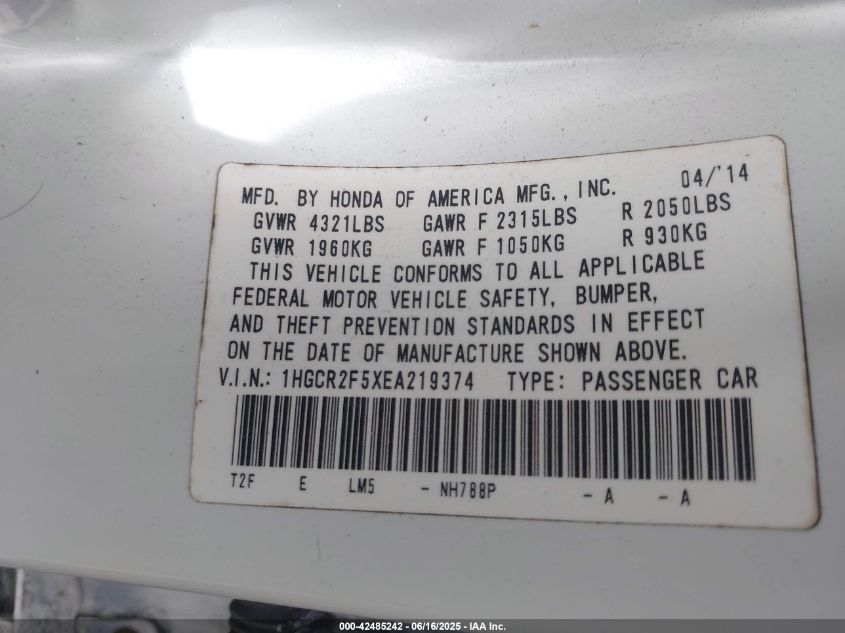 MFD. BY HONDA OF AMERICA MFG., INC. 04/'14
GVWR 4321LBS GAWR F 2315LBS R 2050LBS
GVWR 1960KG GAWR F 1050KG R 930KG
THIS VEHICLE CONFORMS TO ALL APPLICABLE
FEDERAL MOTOR VEHICLE SAFETY, BUMPER,
AND THEFT PREVENTION STANDARDS IN EFFECT
ON THE DATE OF MANUFACTURE SHOWN ABOVE.
V.I.N.: 1HGCR2F5XEA219374 TYPE: PASSENGER CAR
T2F E LM5 - NH788P - A - A
000-42485242 - 06/16/2025 - IAA Inc.